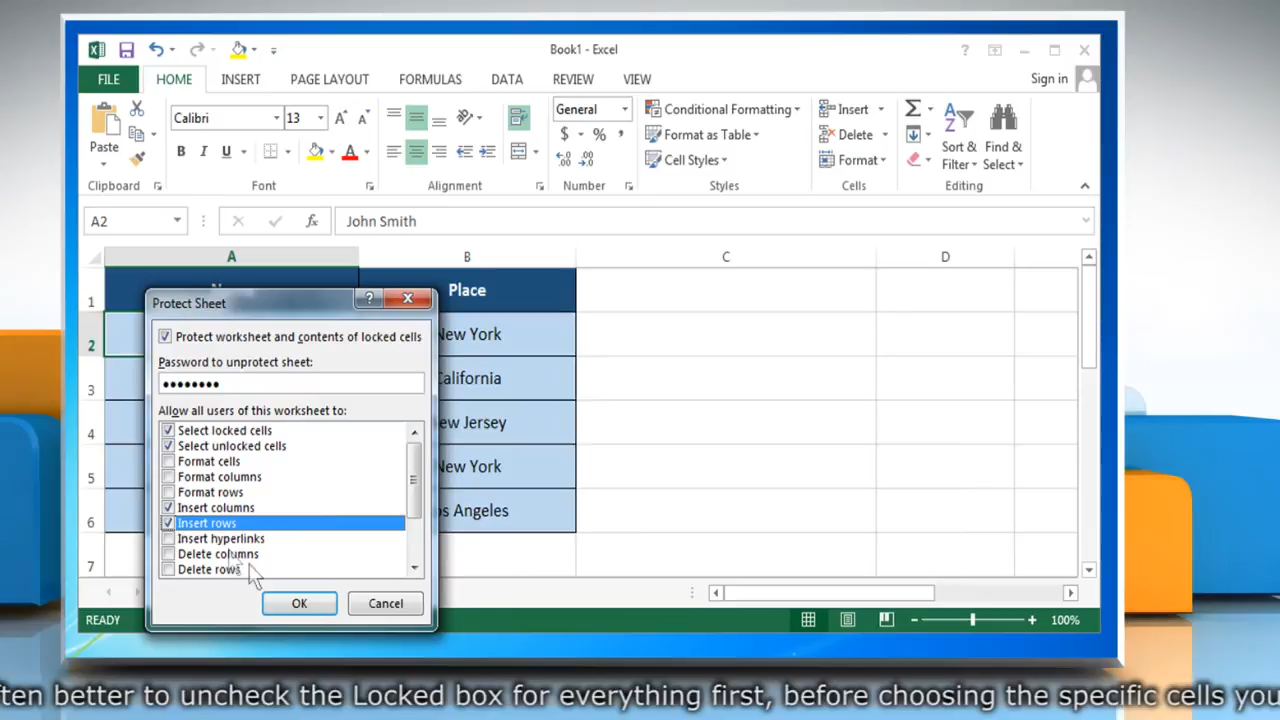 Book1 - Excel
FILE HOME INSERT PAGE LAYOUT FORMULAS DATA REVIEW VIEW Sign in
Calibri 13 General Conditional Formatting Insert
Paste B I U A $ % , Format as Table Delete Sort & Find &
Cell Styles Format Filter Select
Clipboard Font Alignment Number Styles Cells Editing
A2 fx John Smith
A B C D
1 Place
2 New York
3 California
4 New Jersey
5 New York
6 Los Angeles
7
Protect Sheet
Protect worksheet and contents of locked cells
Password to unprotect sheet:
••••••••
Allow all users of this worksheet to:
Select locked cells
Select unlocked cells
Format cells
Format columns
Format rows
Insert columns
Insert rows
Insert hyperlinks
Delete columns
Delete rows
OK Cancel
READY 100%
ften better to uncheck the Locked box for everything first, before choosing the specific cells you